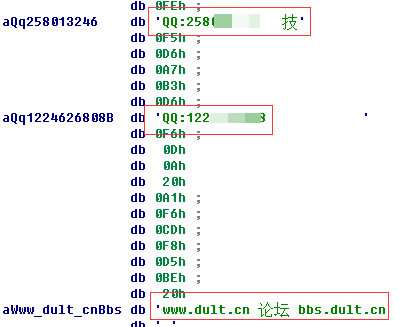 db 0FEh ;
aQq258013246 db 'QQ:258 技'
db 0F5h ;
db 0D6h ;
db 0A7h ;
db 0B3h ;
db 0D6h ;
aQq1224626808B db 'QQ:122 8 '
db 0F6h ;
db 0Dh
db 0Ah
db 20h
db 0A1h ;
db 0F6h ;
db 0CDh ;
db 0F8h ;
db 0D5h ;
db 0BEh ;
db 20h
aWww_dult_cnBbs db 'www.dult.cn 论坛 bbs.dult.cn
db ' '